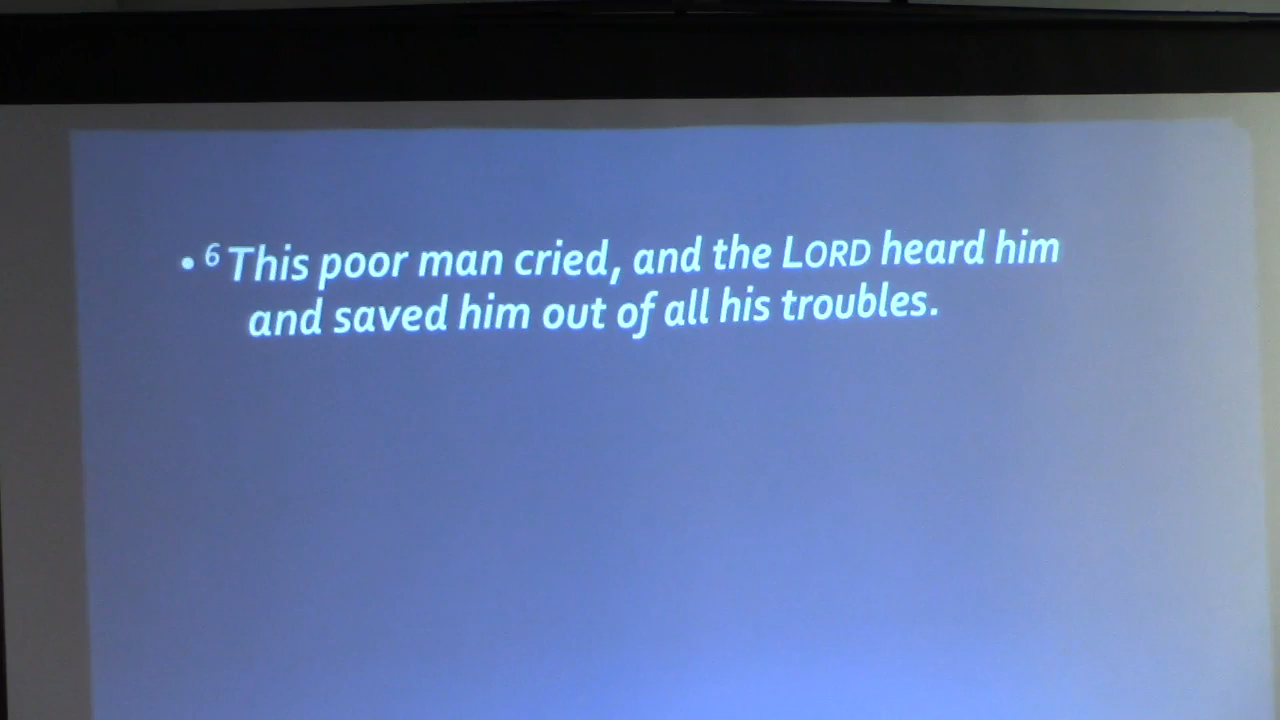 • 6 This poor man cried, and the LORD heard him
and saved him out of all his troubles.